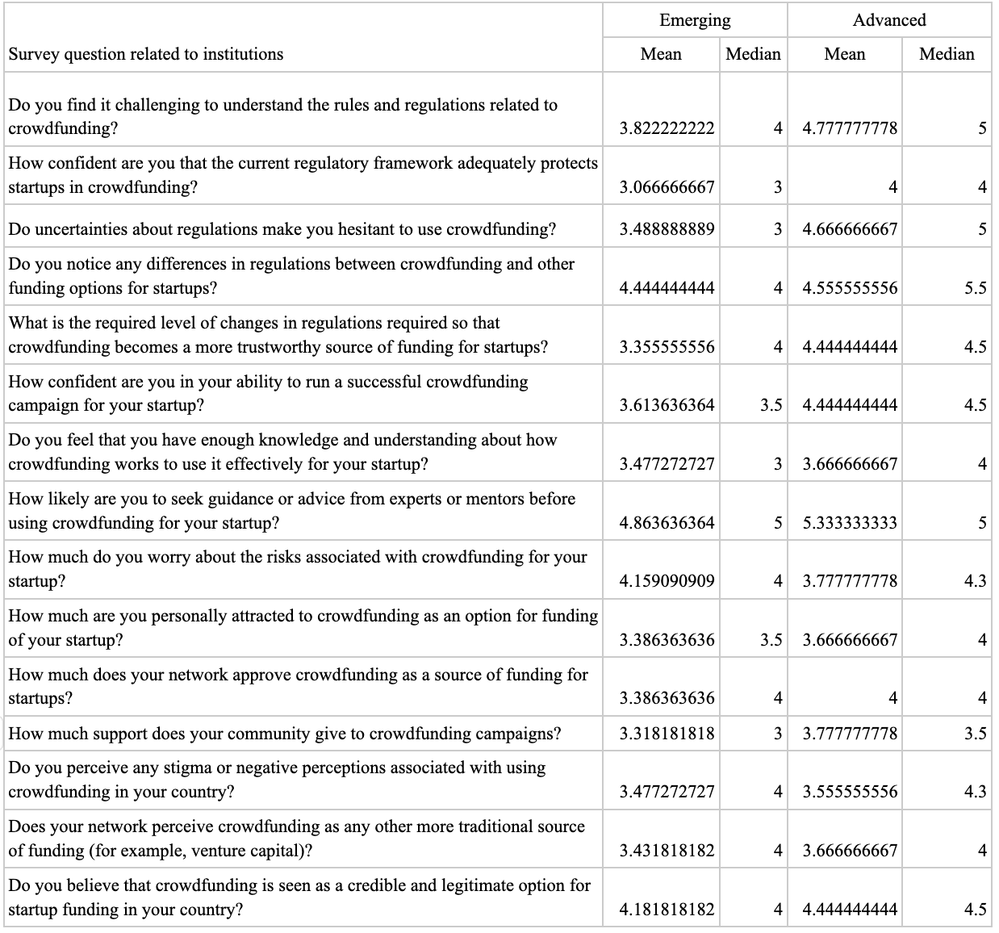 Emerging Advanced
Survey question related to institutions Mean Median Mean Median
Do you find it challenging to understand the rules and regulations related to
crowdfunding? 3.822222222 4 4.777777778 5
How confident are you that the current regulatory framework adequately protects
startups in crowdfunding? 3.066666667 3 4 4
Do uncertainties about regulations make you hesitant to use crowdfunding? 3.488888889 3 4.666666667 5
Do you notice any differences in regulations between crowdfunding and other
funding options for startups? 4.444444444 4 4.555555556 5.5
What is the required level of changes in regulations required so that
crowdfunding becomes a more trustworthy source of funding for startups? 3.355555556 4 4.444444444 4.5
How confident are you in your ability to run a successful crowdfunding
campaign for your startup? 3.613636364 3.5 4.444444444 4.5
Do you feel that you have enough knowledge and understanding about how
crowdfunding works to use it effectively for your startup? 3.477272727 3 3.666666667 4
How likely are you to seek guidance or advice from experts or mentors before
using crowdfunding for your startup? 4.863636364 5 5.333333333 5
How much do you worry about the risks associated with crowdfunding for your
startup? 4.159090909 4 3.777777778 4.3
How much are you personally attracted to crowdfunding as an option for funding
of your startup? 3.386363636 3.5 3.666666667 4
How much does your network approve crowdfunding as a source of funding for
startups? 3.386363636 4 4 4
How much support does your community give to crowdfunding campaigns? 3.318181818 3 3.777777778 3.5
Do you perceive any stigma or negative perceptions associated with using
crowdfunding in your country? 3.477272727 4 3.555555556 4.3
Does your network perceive crowdfunding as any other more traditional source
of funding (for example, venture capital)? 3.431818182 4 3.666666667 4
Do you believe that crowdfunding is seen as a credible and legitimate option for
startup funding in your country? 4.181818182 4 4.444444444 4.5